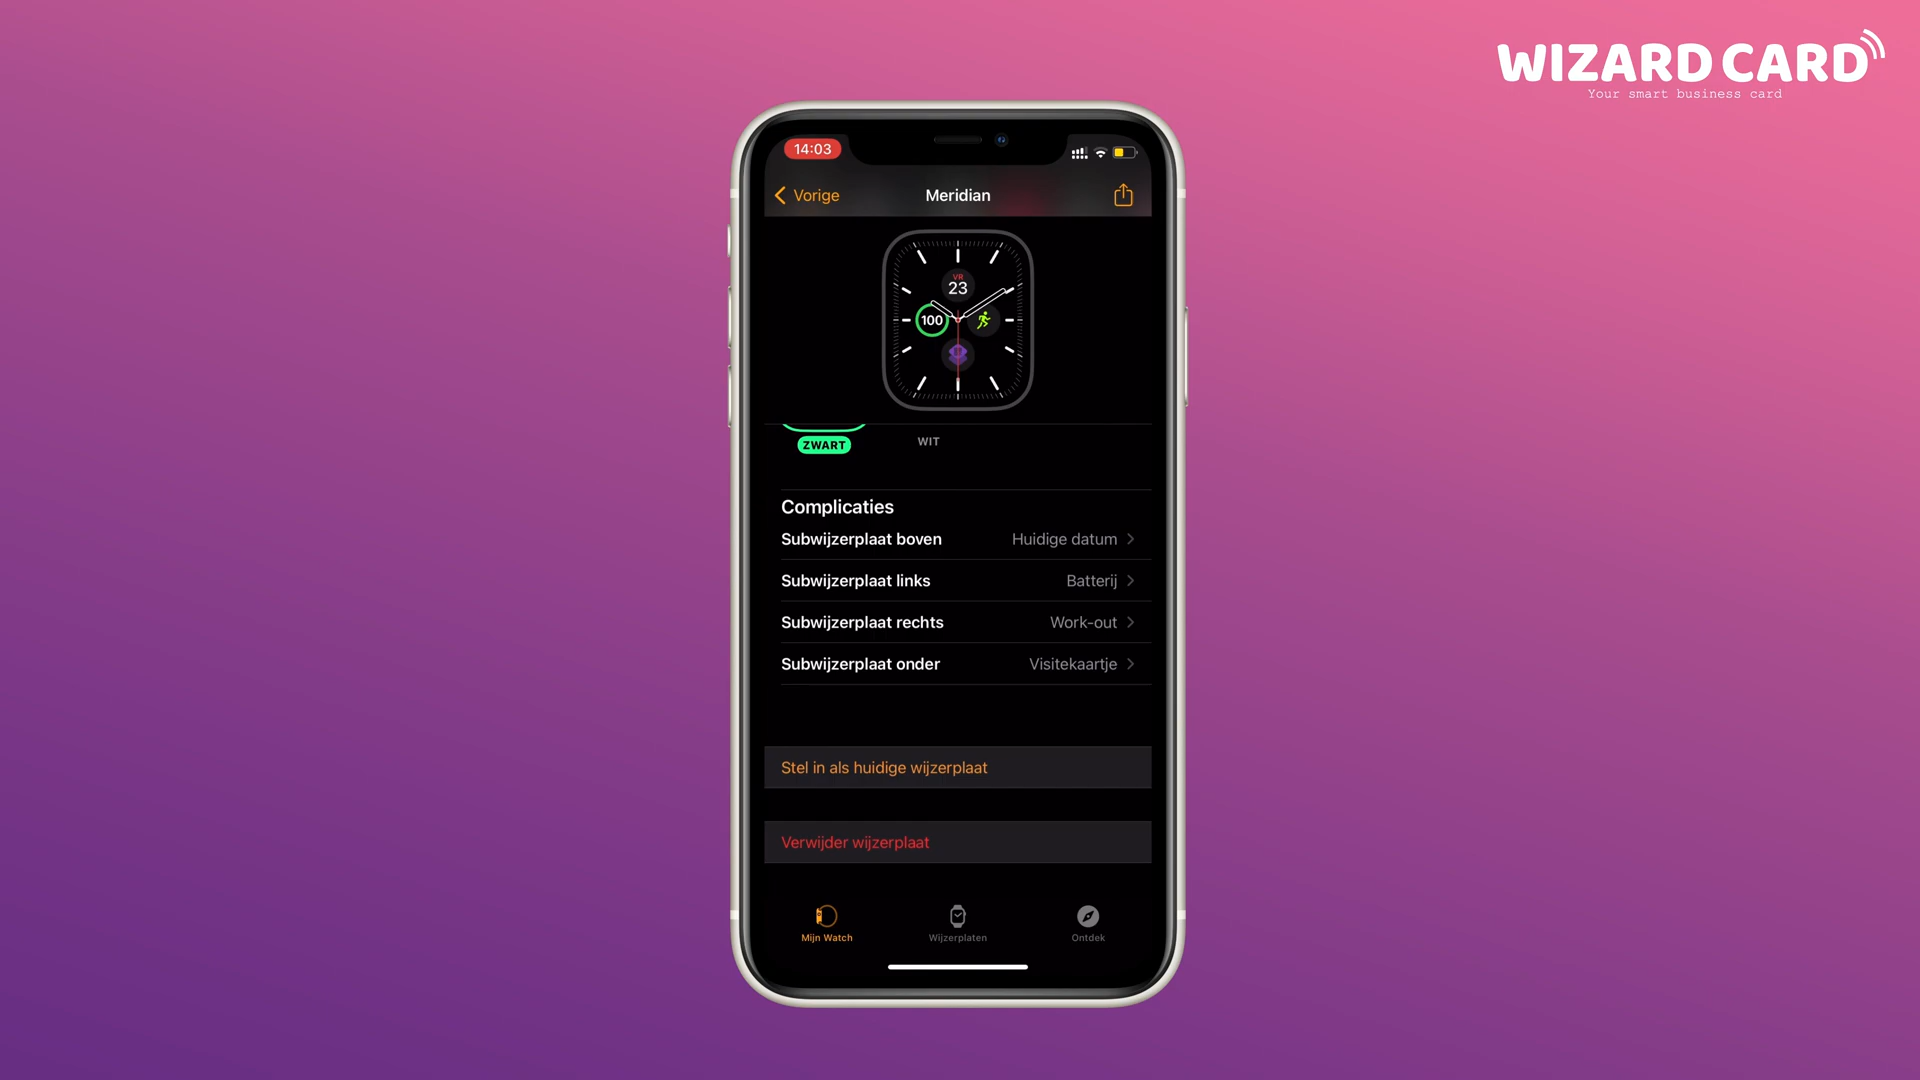 WIZARD CARD
Your smart business card
14:03
Vorige
Meridian
VR
23
100
ZWART
WIT
Complicaties
Subwijzerplaat boven Huidige datum
Subwijzerplaat links Batterij
Subwijzerplaat rechts Work-out
Subwijzerplaat onder Visitekaartje
Stel in als huidige wijzerplaat
Verwijder wijzerplaat
Mijn Watch Wijzerplaten Ontdek